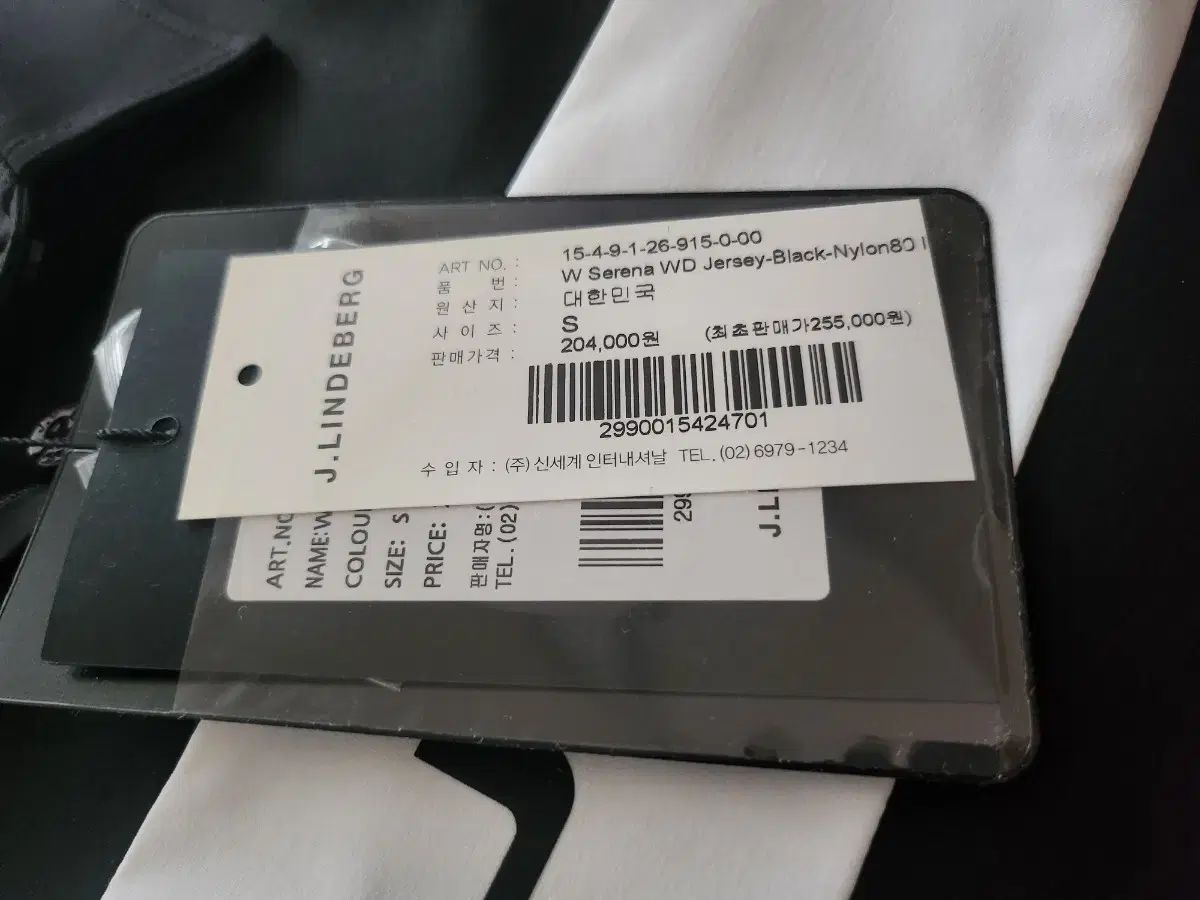 J.LINDEBERG
ART NO. : 15-4-9-1-26-915-0-00
품 번 : W Serena WD Jersey-Black-Nylon80
원 산 지 : 대한민국
사 이 즈 : S
판매가격 : 204,000원 (최초판매가255,000원)
2990015424701
수 입 자 : (주)신세계인터내셔날 TEL.(02)6979-1234
ART.NO
NAME:W
COLOU
SIZE: S
PRICE:
판매자명:(
TEL. (02)
299
J.LI